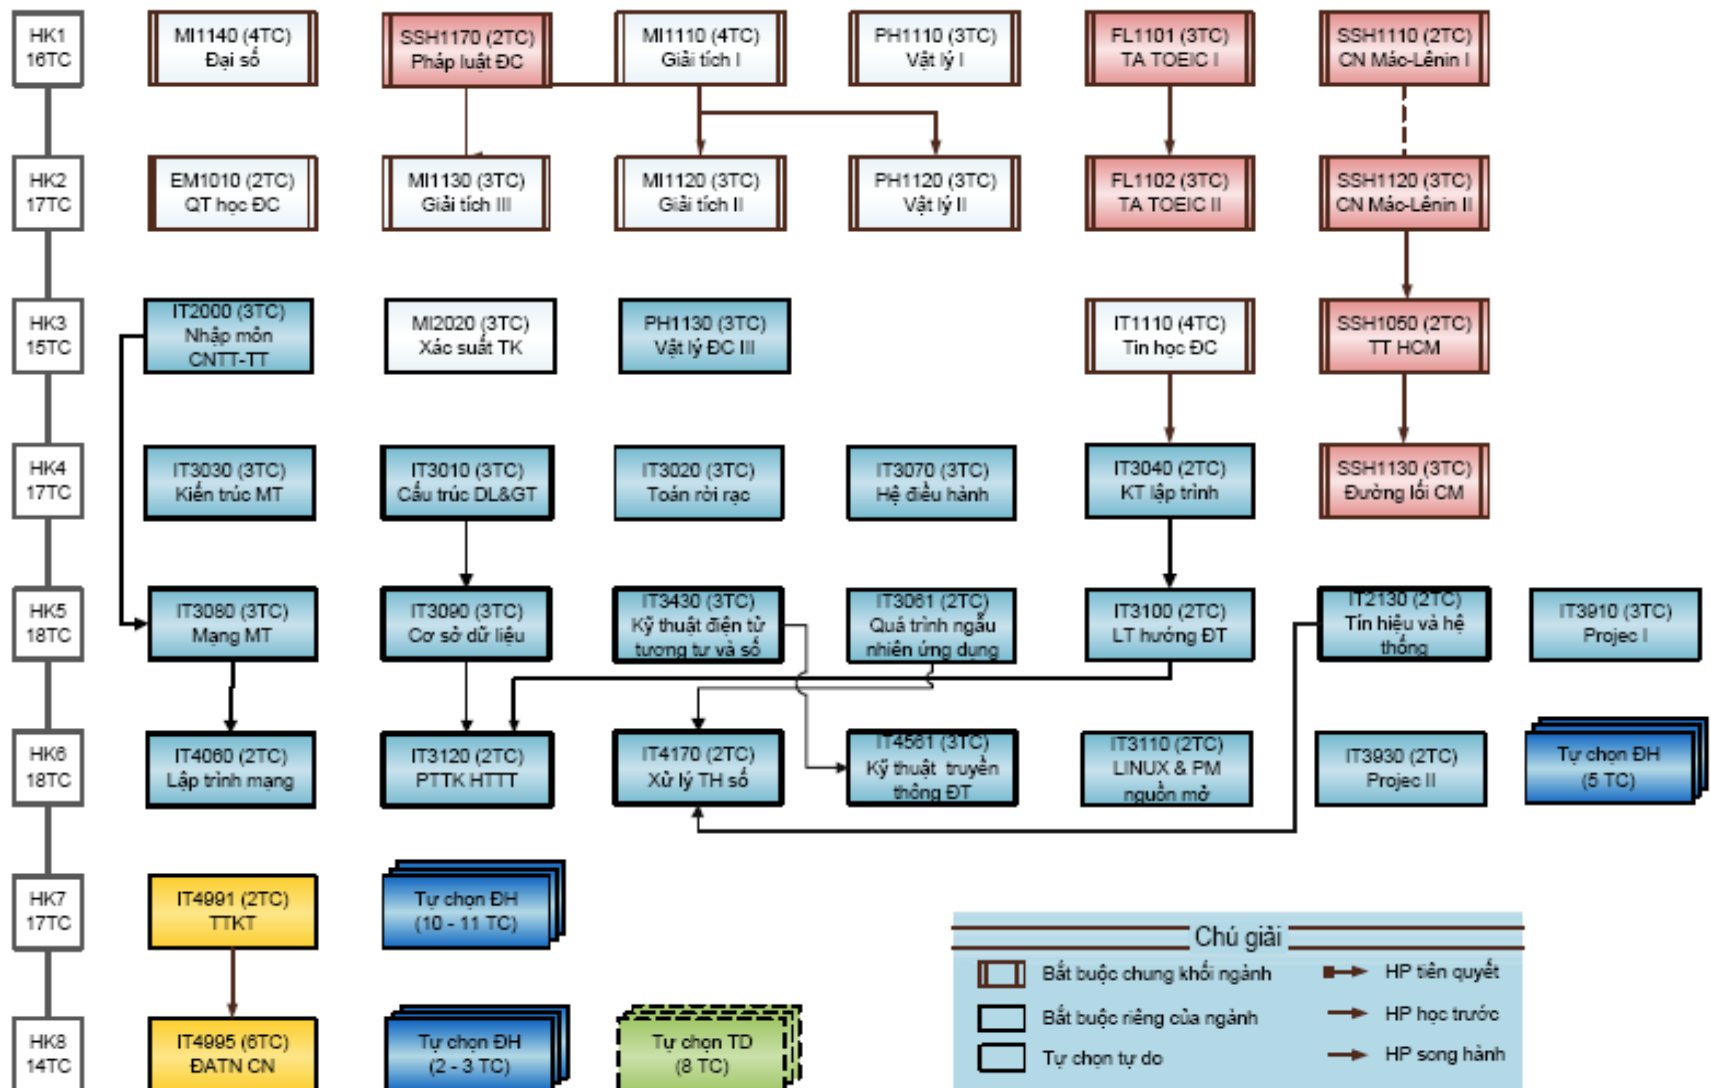 HK1
16TC
MI1140 (4TC)
Đại số
SSH1170 (2TC)
Pháp luật ĐC
MI1110 (4TC)
Giải tích I
PH1110 (3TC)
Vật lý I
FL1101 (3TC)
TA TOEIC I
SSH1110 (2TC)
CN Mác-Lênin I
HK2
17TC
EM1010 (2TC)
QT học ĐC
MI1130 (3TC)
Giải tích III
MI1120 (3TC)
Giải tích II
PH1120 (3TC)
Vật lý II
FL1102 (3TC)
TA TOEIC II
SSH1120 (3TC)
CN Mác-Lênin II
HK3
15TC
IT2000 (3TC)
Nhập môn
CNTT-TT
MI2020 (3TC)
Xác suất TK
PH1130 (3TC)
Vật lý ĐC III
IT1110 (4TC)
Tin học ĐC
SSH1050 (2TC)
TT HCM
HK4
17TC
IT3030 (3TC)
Kiến trúc MT
IT3010 (3TC)
Cấu trúc DL&GT
IT3020 (3TC)
Toán rời rạc
IT3070 (3TC)
Hệ điều hành
IT3040 (2TC)
KT lập trình
SSH1130 (3TC)
Đường lối CM
HK5
18TC
IT3080 (3TC)
Mạng MT
IT3090 (3TC)
Cơ sở dữ liệu
IT3430 (3TC)
Kỹ thuật điện tử
tương tự và số
IT3061 (2TC)
Quá trình ngẫu
nhiên ứng dụng
IT3100 (2TC)
LT hướng ĐT
IT2130 (2TC)
Tín hiệu và hệ
thống
IT3910 (3TC)
Projec I
HK6
18TC
IT4060 (2TC)
Lập trình mạng
IT3120 (2TC)
PTTK HTTT
IT4170 (2TC)
Xử lý TH số
IT4561 (3TC)
Kỹ thuật truyền
thông ĐT
IT3110 (2TC)
LINUX & PM
nguồn mở
IT3930 (2TC)
Projec II
Tự chọn ĐH
(5 TC)
HK7
17TC
IT4991 (2TC)
TTKT
Tự chọn ĐH
(10 - 11 TC)
HK8
14TC
IT4995 (6TC)
ĐATN CN
Tự chọn ĐH
(2 - 3 TC)
Tự chọn TD
(8 TC)
Chú giải
Bắt buộc chung khối ngành
HP tiên quyết
Bắt buộc riêng của ngành
HP học trước
Tự chọn tự do
HP song hành